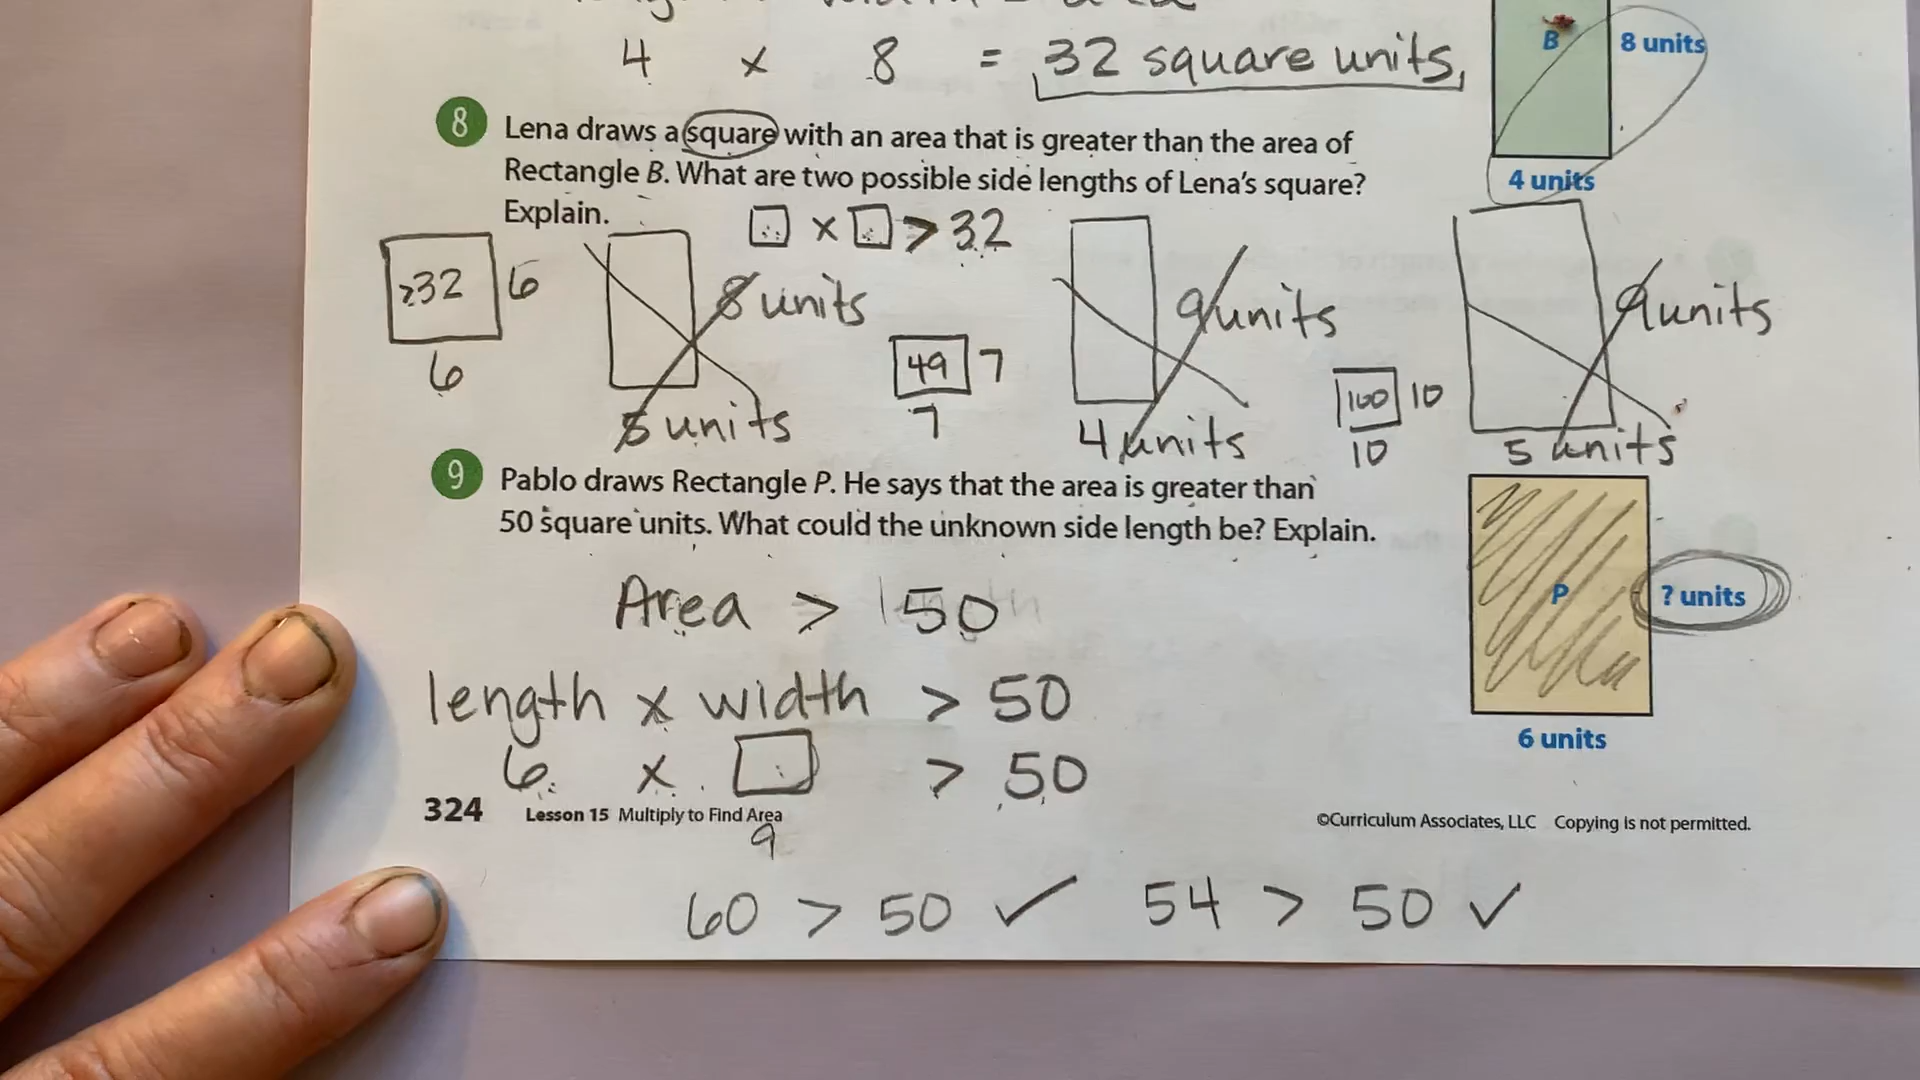 4 x 8 = 32 square units,
B 8 units
4 units
8 Lena draws a square with an area that is greater than the area of
Rectangle B. What are two possible side lengths of Lena's square?
Explain.
x > 32
>32 6
6
8 units
5 units
49 7
7
9 units
4 units
100 10
10
9 units
5 units
9 Pablo draws Rectangle P. He says that the area is greater than
50 square units. What could the unknown side length be? Explain.
P ? units
6 units
Area > 50
length x width > 50
6 x > 50
324 Lesson 15 Multiply to Find Area
©Curriculum Associates, LLC Copying is not permitted.
9
60 > 50 ✓ 54 > 50 ✓